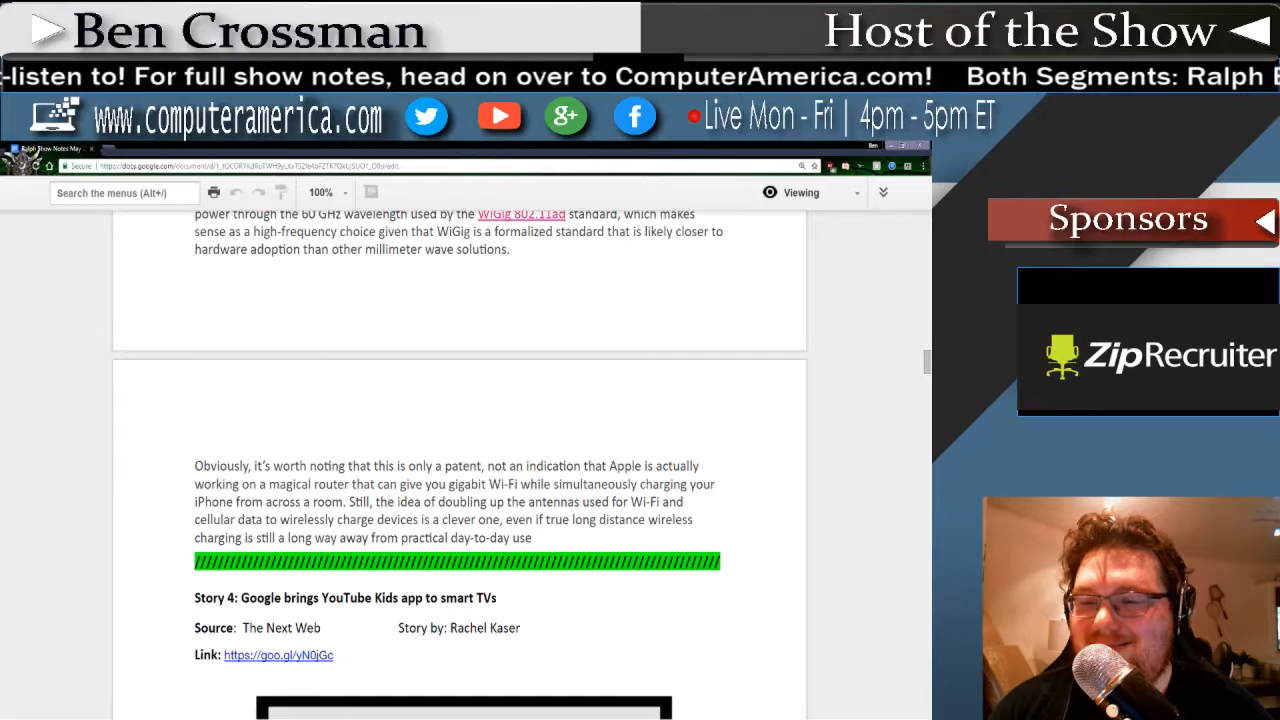 Ben Crossman
Host of the Show
-listen to! For full show notes, head on over to ComputerAmerica.com! Both Segments: Ralph
www.computeramerica.com
g+
Live Mon - Fri | 4pm - 5pm ET
Ralph Show Notes May
Ben
Secure
Search the menus (Alt+/)
100%
Viewing
Sponsors
power through the 60 GHz wavelength used by the WiGig 802.11ad standard, which makes
sense as a high-frequency choice given that WiGig is a formalized standard that is likely closer to
hardware adoption than other millimeter wave solutions.
ZipRecruiter
Obviously, it's worth noting that this is only a patent, not an indication that Apple is actually
working on a magical router that can give you gigabit Wi-Fi while simultaneously charging your
iPhone from across a room. Still, the idea of doubling up the antennas used for Wi-Fi and
cellular data to wirelessly charge devices is a clever one, even if true long distance wireless
charging is still a long way away from practical day-to-day use
Story 4: Google brings YouTube Kids app to smart TVs
Source: The Next Web Story by: Rachel Kaser
Link: https://goo.gl/yN0jGc